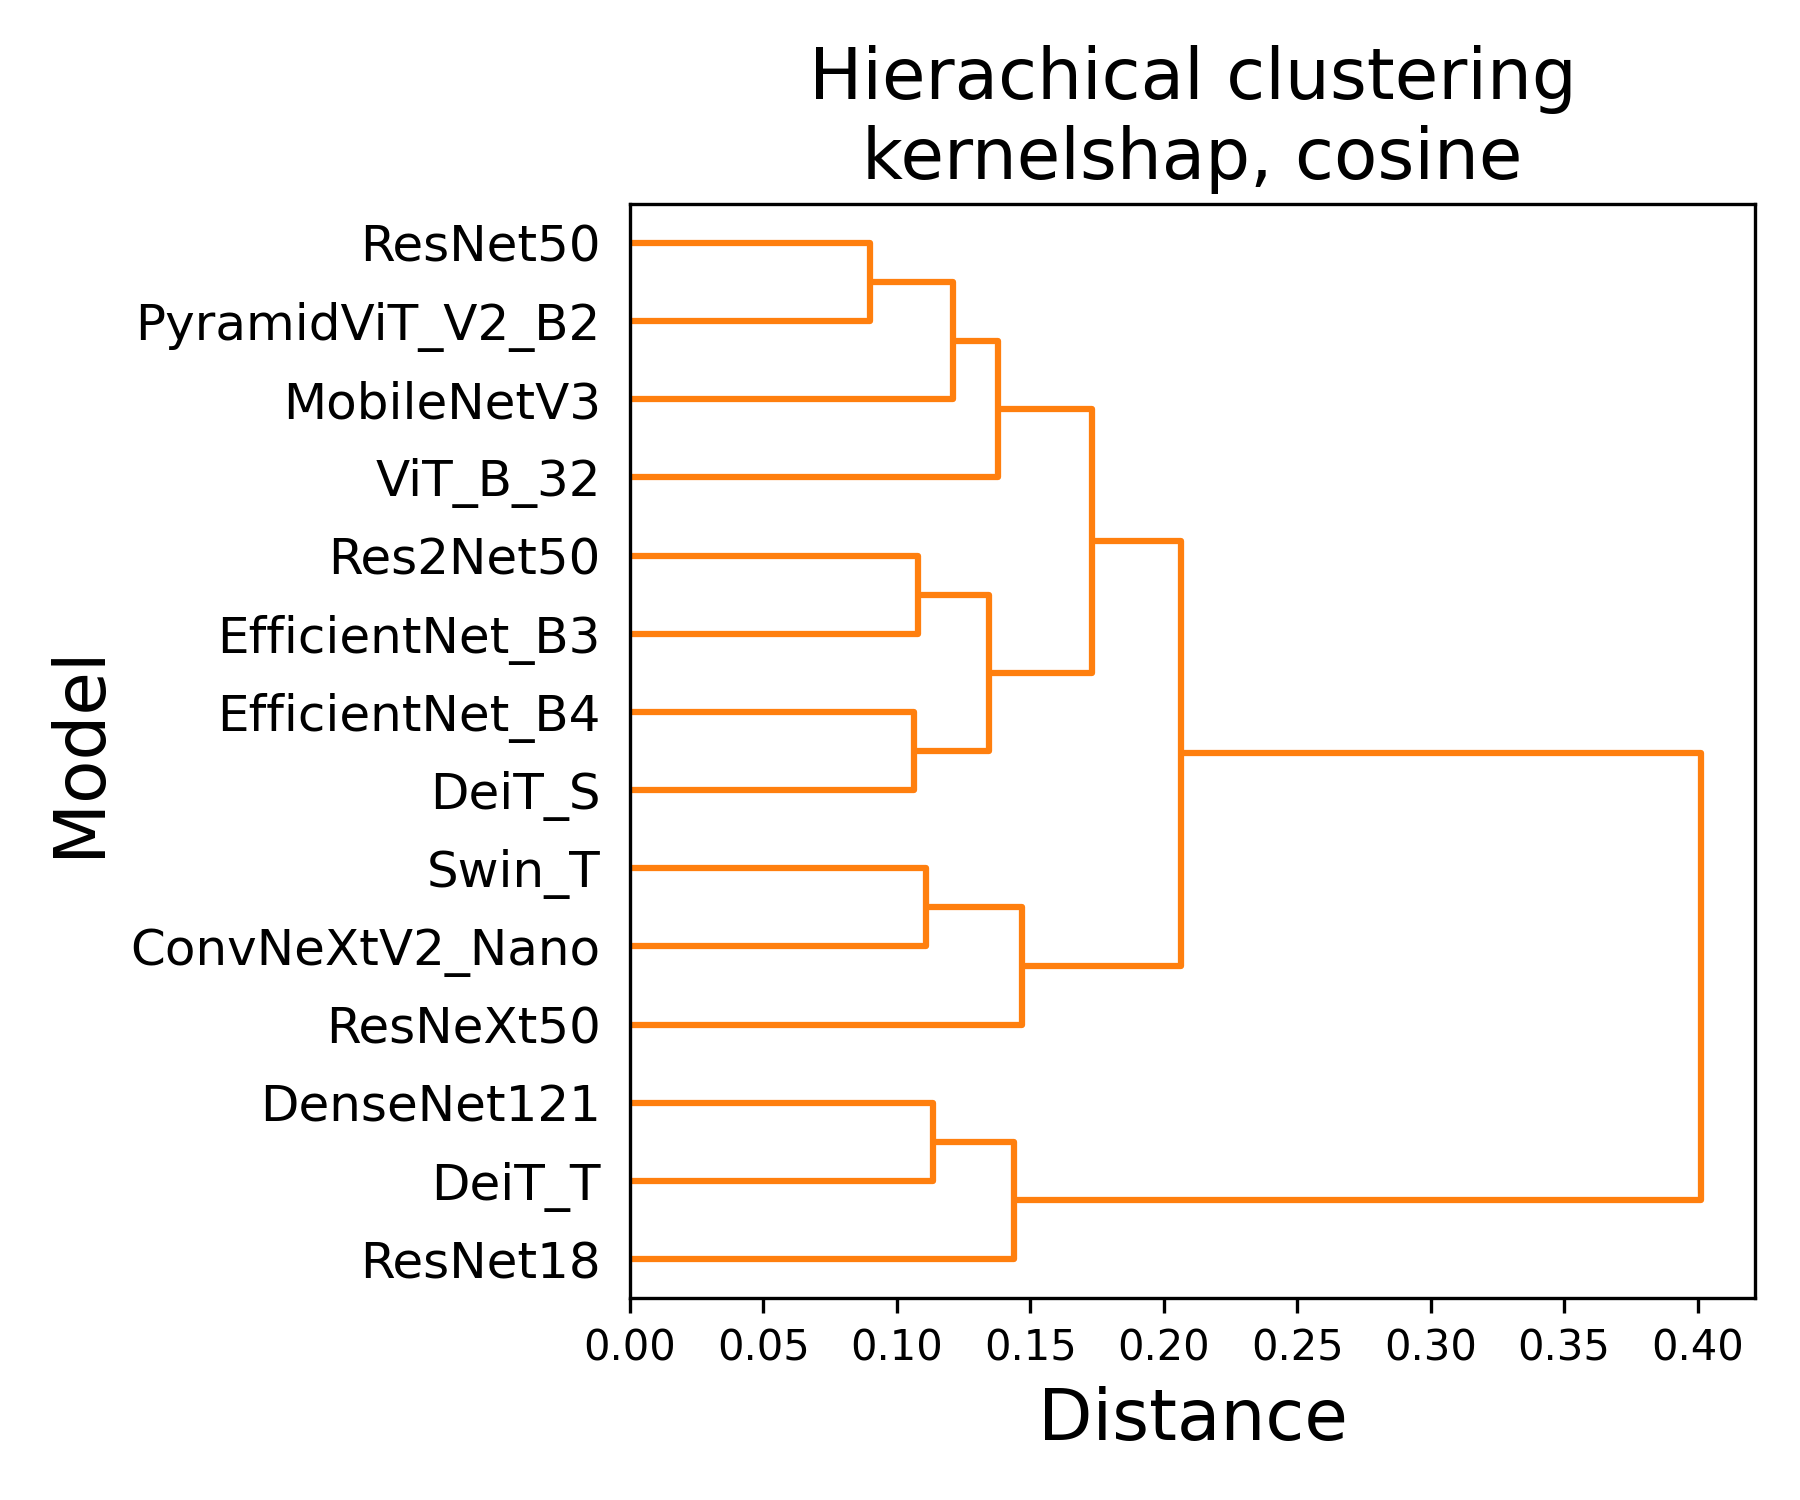 Hierachical clustering
kernelshap, cosine
ResNet50
PyramidViT_V2_B2
MobileNetV3
ViT_B_32
Res2Net50
EfficientNet_B3
EfficientNet_B4
DeiT_S
Swin_T
ConvNeXtV2_Nano
ResNeXt50
DenseNet121
DeiT_T
ResNet18
Model
0.00 0.05 0.10 0.15 0.20 0.25 0.30 0.35 0.40
Distance